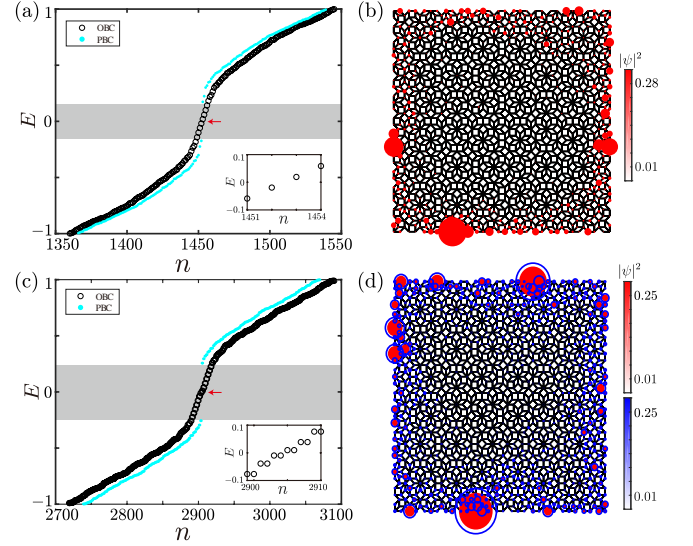 (a)
1
OBC
PBC
E
0
0.1
E
-0.1
1451
n
1454
−1
1350
1400
1450
1500
1550
n
(b)
|ψ|²
0.28
0.01
(c)
1
OBC
PBC
E
0
0.1
E
-0.1
2900
n
2910
−1
2700
2800
2900
3000
3100
n
(d)
|ψ|²
0.25
0.01
0.25
0.01